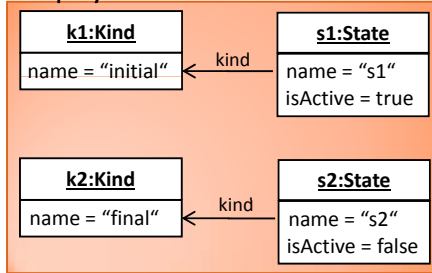 k1:Kind
name = "initial“
kind
s1:State
name = "s1“
isActive = true
k2:Kind
name = "final“
kind
s2:State
name = "s2“
isActive = false